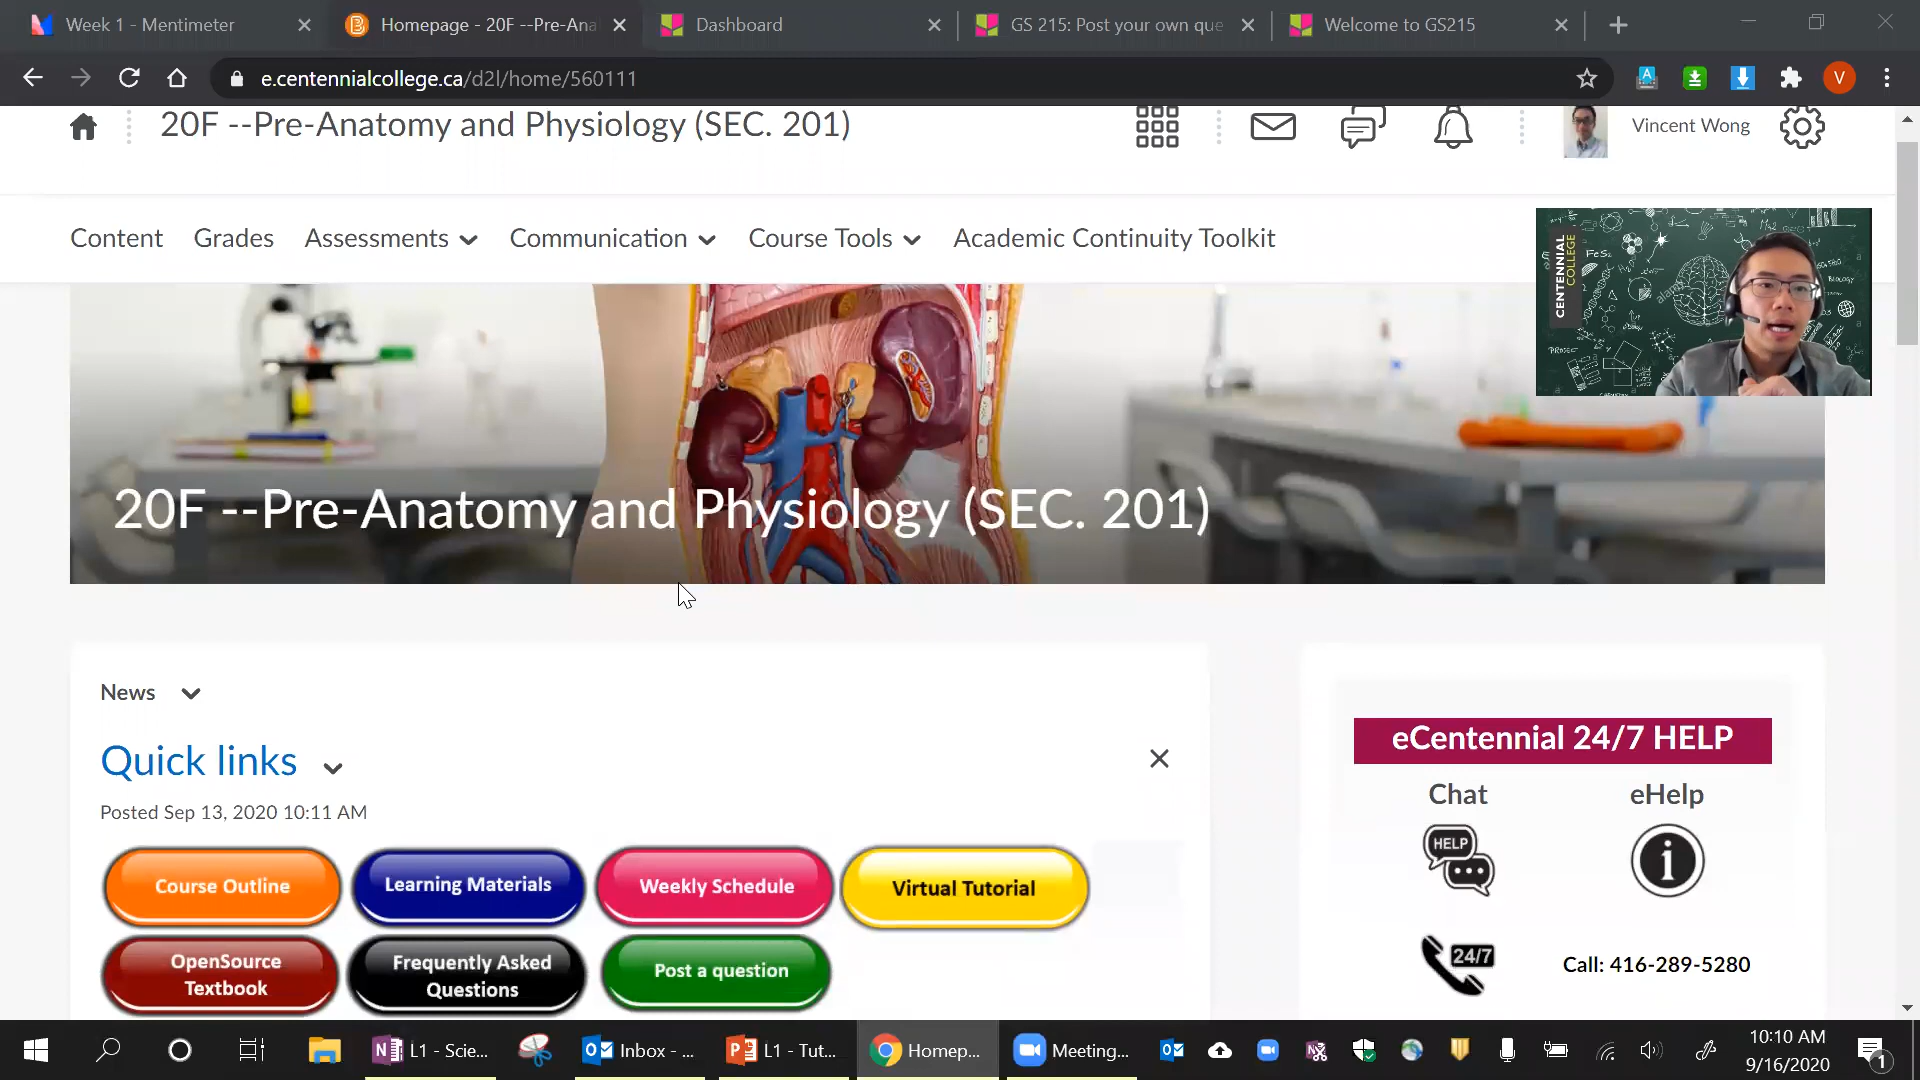 Week 1 - Mentimeter
Homepage - 20F --Pre-Ana
Dashboard
GS 215: Post your own que
Welcome to GS215
e.centennialcollege.ca/d2l/home/560111
V
20F --Pre-Anatomy and Physiology (SEC. 201)
Vincent Wong
Content
Grades
Assessments
Communication
Course Tools
Academic Continuity Toolkit
CENTENNIAL
COLLEGE
FeS₂
BIOLOGY
20F --Pre-Anatomy and Physiology (SEC. 201)
News
Quick links
Posted Sep 13, 2020 10:11 AM
Course Outline
Learning Materials
Weekly Schedule
Virtual Tutorial
OpenSource
Textbook
Frequently Asked
Questions
Post a question
eCentennial 24/7 HELP
Chat
eHelp
HELP
24/7
Call: 416-289-5280
L1 - Scie...
Inbox - ...
L1 - Tut...
Homep...
Meeting...
10:10 AM
9/16/2020
1